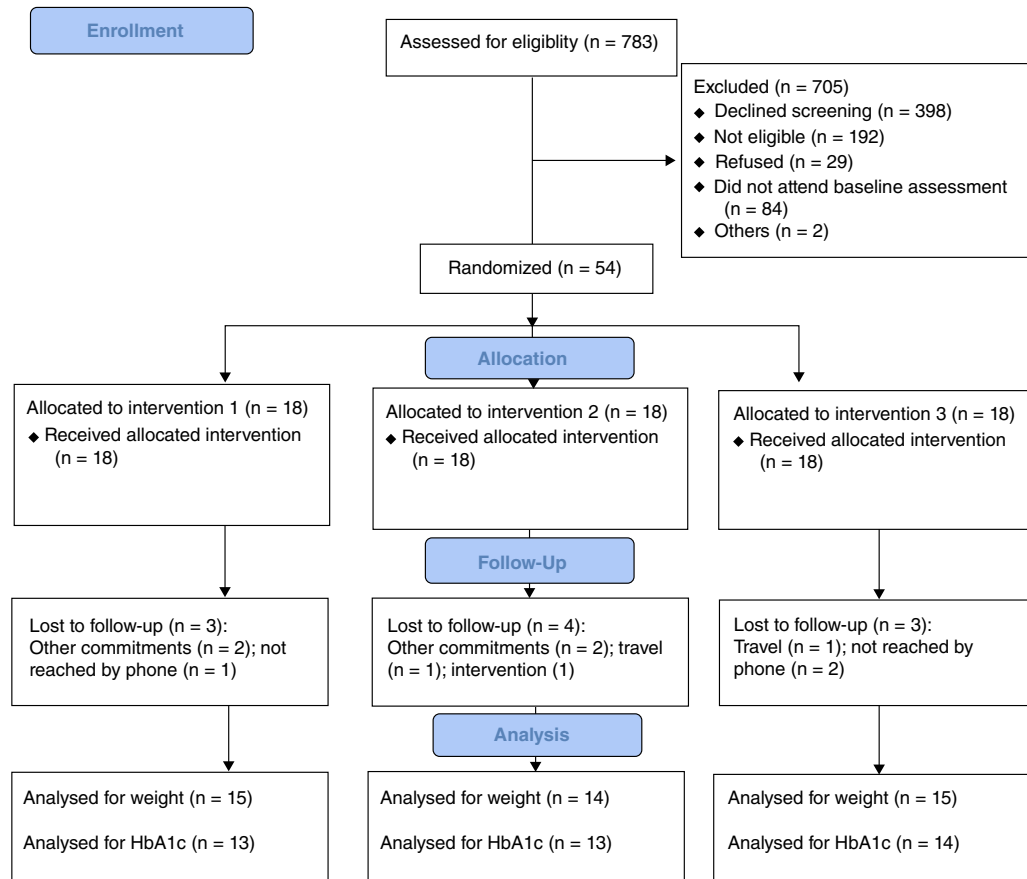 Enrollment
Assessed for eligiblity (n = 783)
Excluded (n = 705)
◆ Declined screening (n = 398)
◆ Not eligible (n = 192)
◆ Refused (n = 29)
◆ Did not attend baseline assessment
(n = 84)
◆ Others (n = 2)
Randomized (n = 54)
Allocation
Allocated to intervention 1 (n = 18)
◆ Received allocated intervention
(n = 18)
Allocated to intervention 2 (n = 18)
◆ Received allocated intervention
(n = 18)
Allocated to intervention 3 (n = 18)
◆ Received allocated intervention
(n = 18)
Follow-Up
Lost to follow-up (n = 3):
Other commitments (n = 2); not
reached by phone (n = 1)
Lost to follow-up (n = 4):
Other commitments (n = 2); travel
(n = 1); intervention (1)
Lost to follow-up (n = 3):
Travel (n = 1); not reached by
phone (n = 2)
Analysis
Analysed for weight (n = 15)
Analysed for HbA1c (n = 13)
Analysed for weight (n = 14)
Analysed for HbA1c (n = 13)
Analysed for weight (n = 15)
Analysed for HbA1c (n = 14)